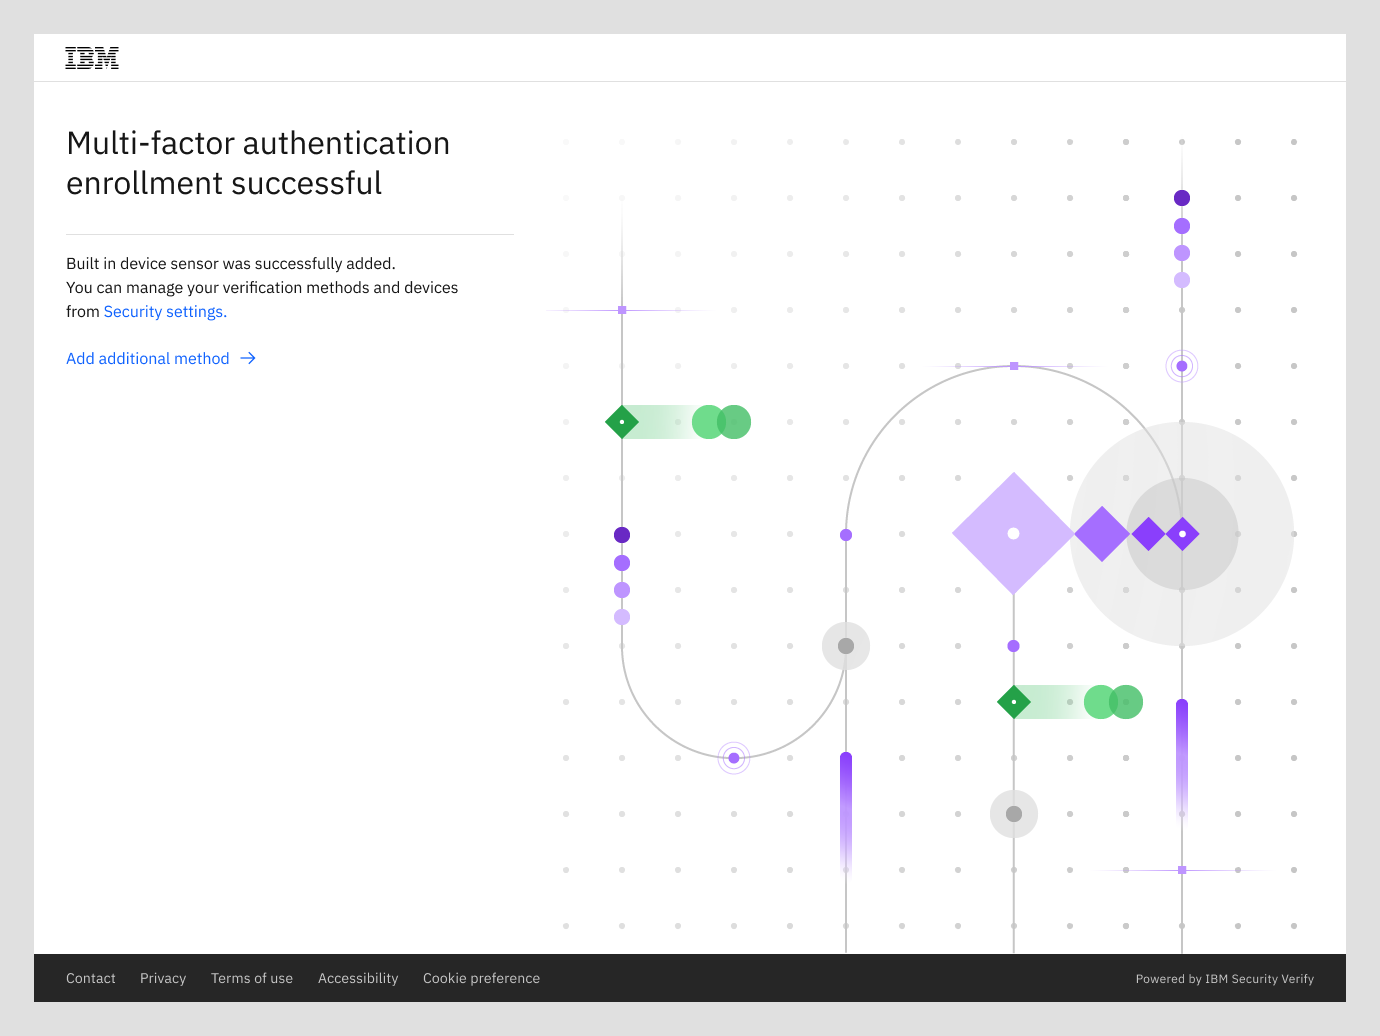 IBM
Multi-factor authentication
enrollment successful
Built in device sensor was successfully added.
You can manage your verification methods and devices
from Security settings.
Add additional method
Contact Privacy Terms of use Accessibility Cookie preference
Powered by IBM Security Verify